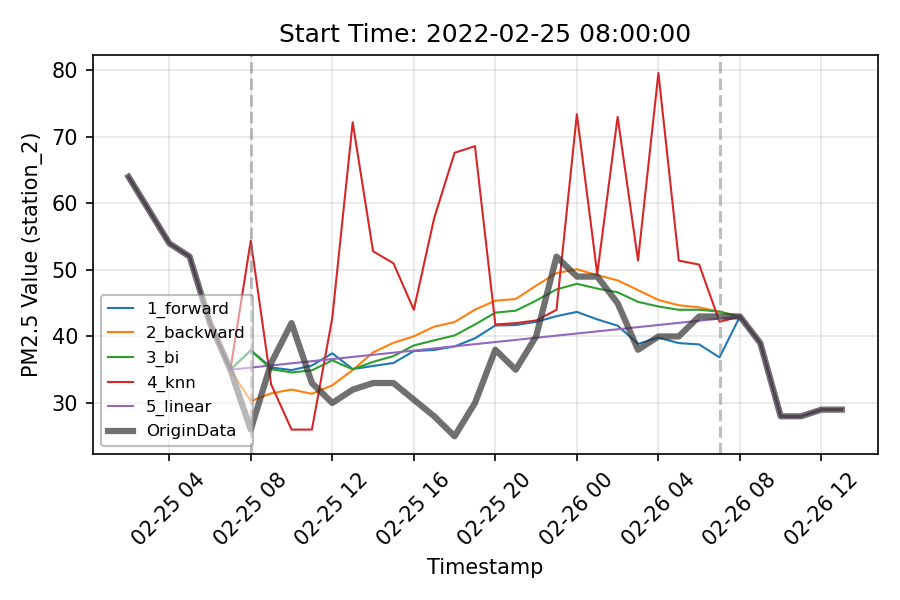 Start Time: 2022-02-25 08:00:00
PM2.5 Value (station_2)
80
70
60
50
40
30
1_forward
2_backward
3_bi
4_knn
5_linear
OriginData
02-25 04
02-25 08
02-25 12
02-25 16
02-25 20
02-26 00
02-26 04
02-26 08
02-26 12
Timestamp